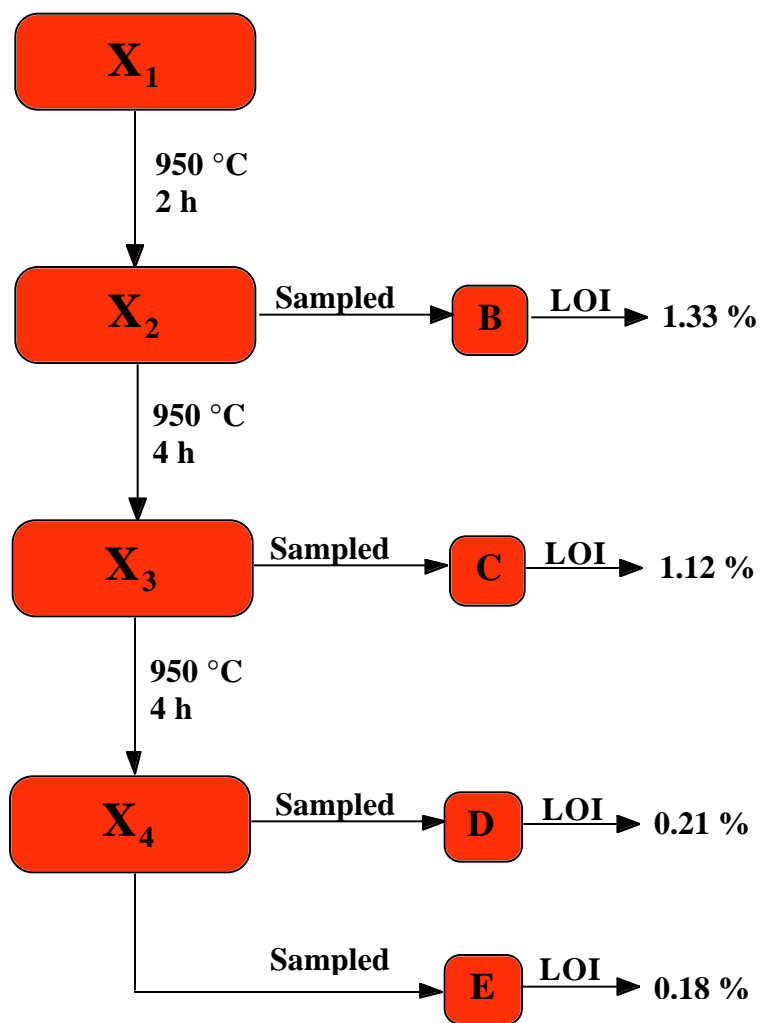 X₁
950 °C
2 h
X₂
Sampled
B
LOI
1.33 %
950 °C
4 h
X₃
Sampled
C
LOI
1.12 %
950 °C
4 h
X₄
Sampled
D
LOI
0.21 %
Sampled
E
LOI
0.18 %